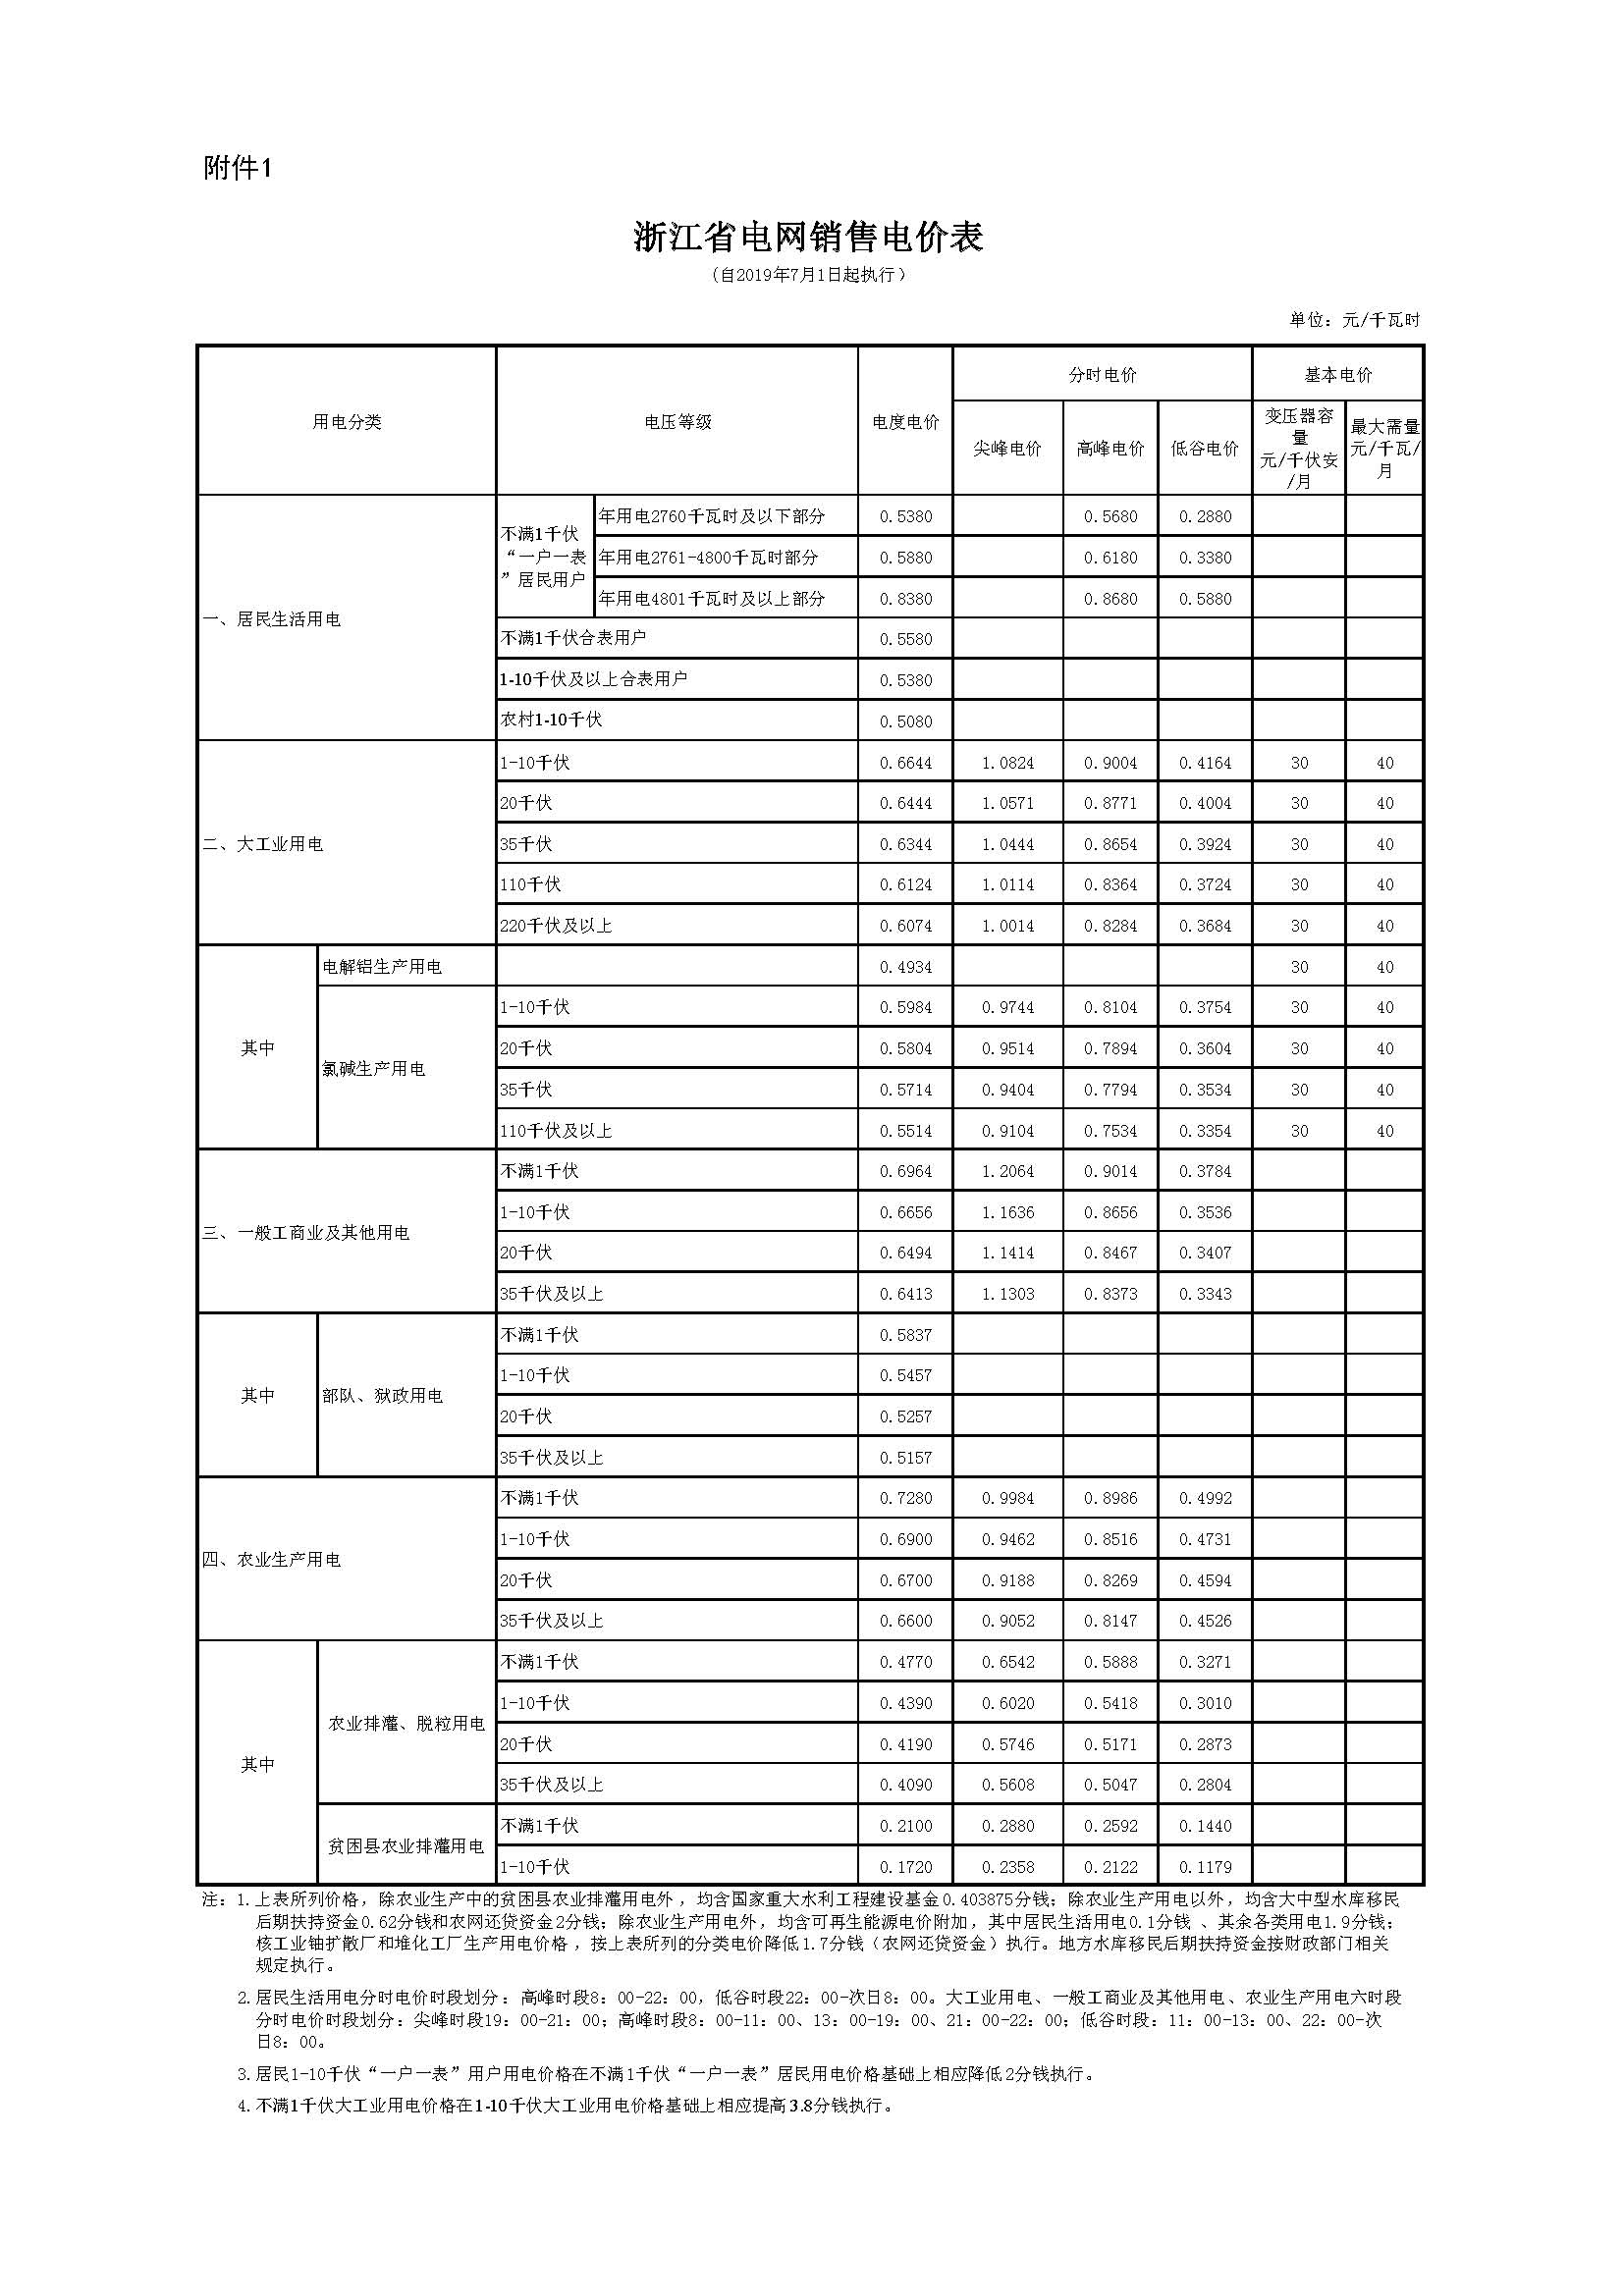 附件1
浙江省电网销售电价表
(自2019年7月1日起执行）
单位：元/千瓦时
用电分类 电压等级 电度电价 分时电价 基本电价
尖峰电价 高峰电价 低谷电价 变压器容量元/千伏安/月 最大需量元/千瓦/月
一、居民生活用电 不满1千伏“一户一表”居民用户 年用电2760千瓦时及以下部分 0.5380 0.5680 0.2880
年用电2761-4800千瓦时部分 0.5880 0.6180 0.3380
年用电4801千瓦时及以上部分 0.8380 0.8680 0.5880
不满1千伏合表用户 0.5580
1-10千伏及以上合表用户 0.5380
农村1-10千伏 0.5080
二、大工业用电 1-10千伏 0.6644 1.0824 0.9004 0.4164 30 40
20千伏 0.6444 1.0571 0.8771 0.4004 30 40
35千伏 0.6344 1.0444 0.8654 0.3924 30 40
110千伏 0.6124 1.0114 0.8364 0.3724 30 40
220千伏及以上 0.6074 1.0014 0.8284 0.3684 30 40
其中 电解铝生产用电 0.4934 30 40
氯碱生产用电 1-10千伏 0.5984 0.9744 0.8104 0.3754 30 40
20千伏 0.5804 0.9514 0.7894 0.3604 30 40
35千伏 0.5714 0.9404 0.7794 0.3534 30 40
110千伏及以上 0.5514 0.9104 0.7534 0.3354 30 40
三、一般工商业及其他用电 不满1千伏 0.6964 1.2064 0.9014 0.3784
1-10千伏 0.6656 1.1636 0.8656 0.3536
20千伏 0.6494 1.1414 0.8467 0.3407
35千伏及以上 0.6413 1.1303 0.8373 0.3343
其中 部队、狱政用电 不满1千伏 0.5837
1-10千伏 0.5457
20千伏 0.5257
35千伏及以上 0.5157
四、农业生产用电 不满1千伏 0.7280 0.9984 0.8986 0.4992
1-10千伏 0.6900 0.9462 0.8516 0.4731
20千伏 0.6700 0.9188 0.8269 0.4594
35千伏及以上 0.6600 0.9052 0.8147 0.4526
其中 农业排灌、脱粒用电 不满1千伏 0.4770 0.6542 0.5888 0.3271
1-10千伏 0.4390 0.6020 0.5418 0.3010
20千伏 0.4190 0.5746 0.5171 0.2873
35千伏及以上 0.4090 0.5608 0.5047 0.2804
贫困县农业排灌用电 不满1千伏 0.2100 0.2880 0.2592 0.1440
1-10千伏 0.1720 0.2358 0.2122 0.1179
注：1.上表所列价格，除农业生产中的贫困县农业排灌用电外，均含国家重大水利工程建设基金0.403875分钱；除农业生产用电以外，均含大中型水库移民
后期扶持资金0.62分钱和农网还贷资金2分钱；除农业生产用电外，均含可再生能源电价附加，其中居民生活用电0.1分钱、其余各类用电1.9分钱；
核工业铀扩散厂和堆化工厂生产用电价格，按上表所列的分类电价降低1.7分钱（农网还贷资金）执行。地方水库移民后期扶持资金按财政部门相关
规定执行。
2.居民生活用电分时电价时段划分：高峰时段8：00-22：00，低谷时段22：00-次日8：00。大工业用电、一般工商业及其他用电、农业生产用电六时段
分时电价时段划分：尖峰时段19：00-21：00；高峰时段8：00-11：00、13：00-19：00、21：00-22：00；低谷时段：11：00-13：00、22：00-次
日8：00。
3.居民1-10千伏“一户一表”用户用电价格在不满1千伏“一户一表”居民用电价格基础上相应降低2分钱执行。
4.不满1千伏大工业用电价格在1-10千伏大工业用电价格基础上相应提高3.8分钱执行。